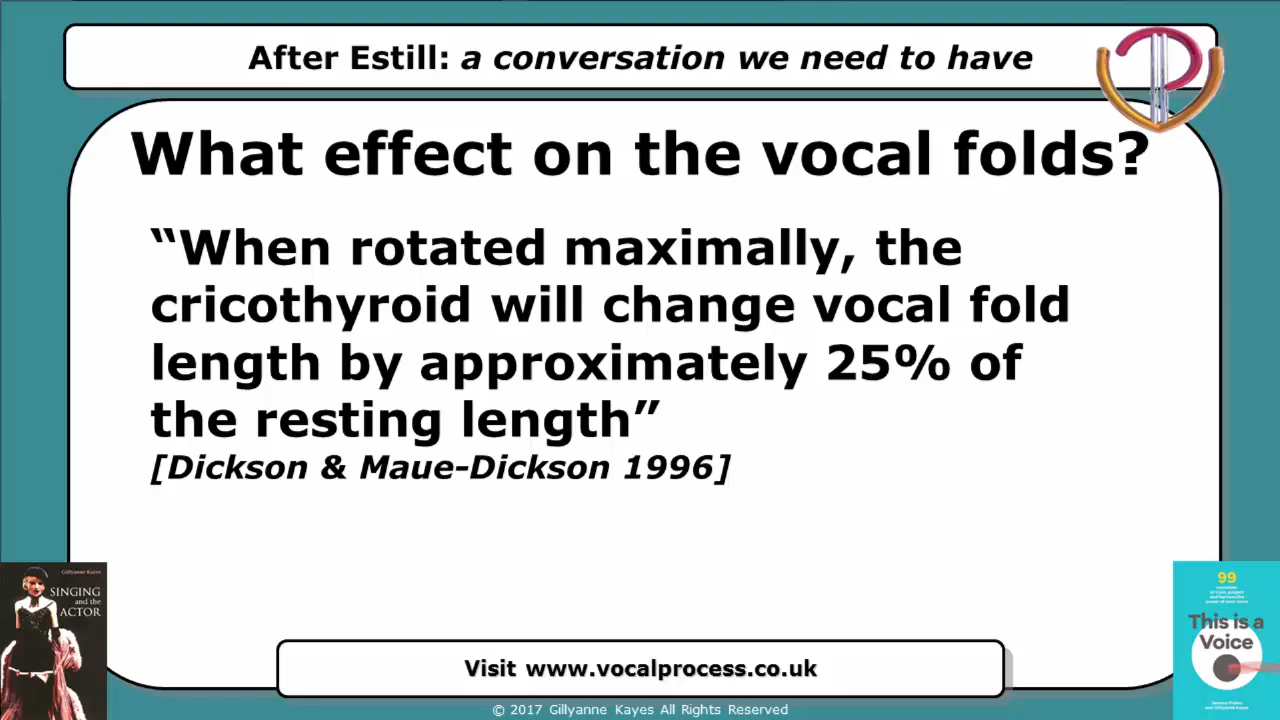 After Estill: a conversation we need to have
What effect on the vocal folds?
“When rotated maximally, the
cricothyroid will change vocal fold
length by approximately 25% of
the resting length”
[Dickson & Maue-Dickson 1996]
Gillyanne Kayes
SINGING
and the
ACTOR
99
This is a
Voice
Visit www.vocalprocess.co.uk
© 2017 Gillyanne Kayes All Rights Reserved